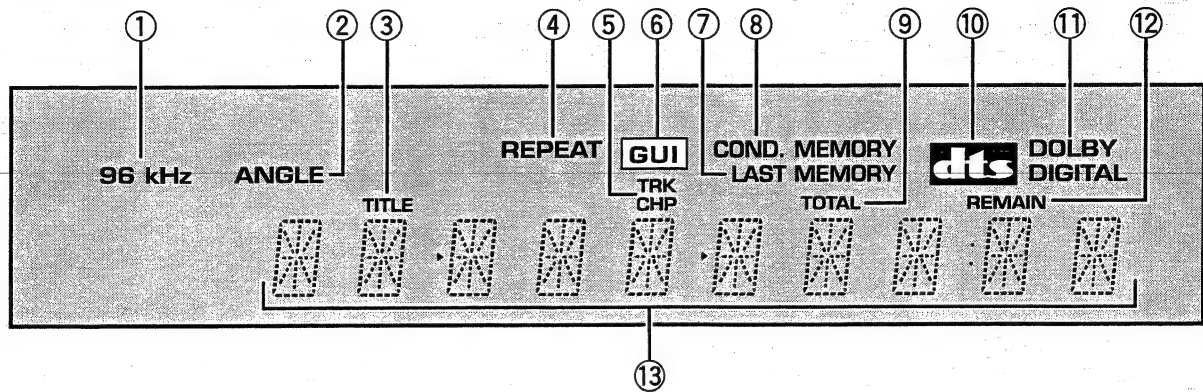 ① ② ③ ④ ⑤ ⑥ ⑦ ⑧ ⑨ ⑩ ⑪ ⑫
REPEAT GUI COND. MEMORY dts DOLBY
96 kHz ANGLE LAST MEMORY DIGITAL
TRK
TITLE CHP TOTAL REMAIN
⑬